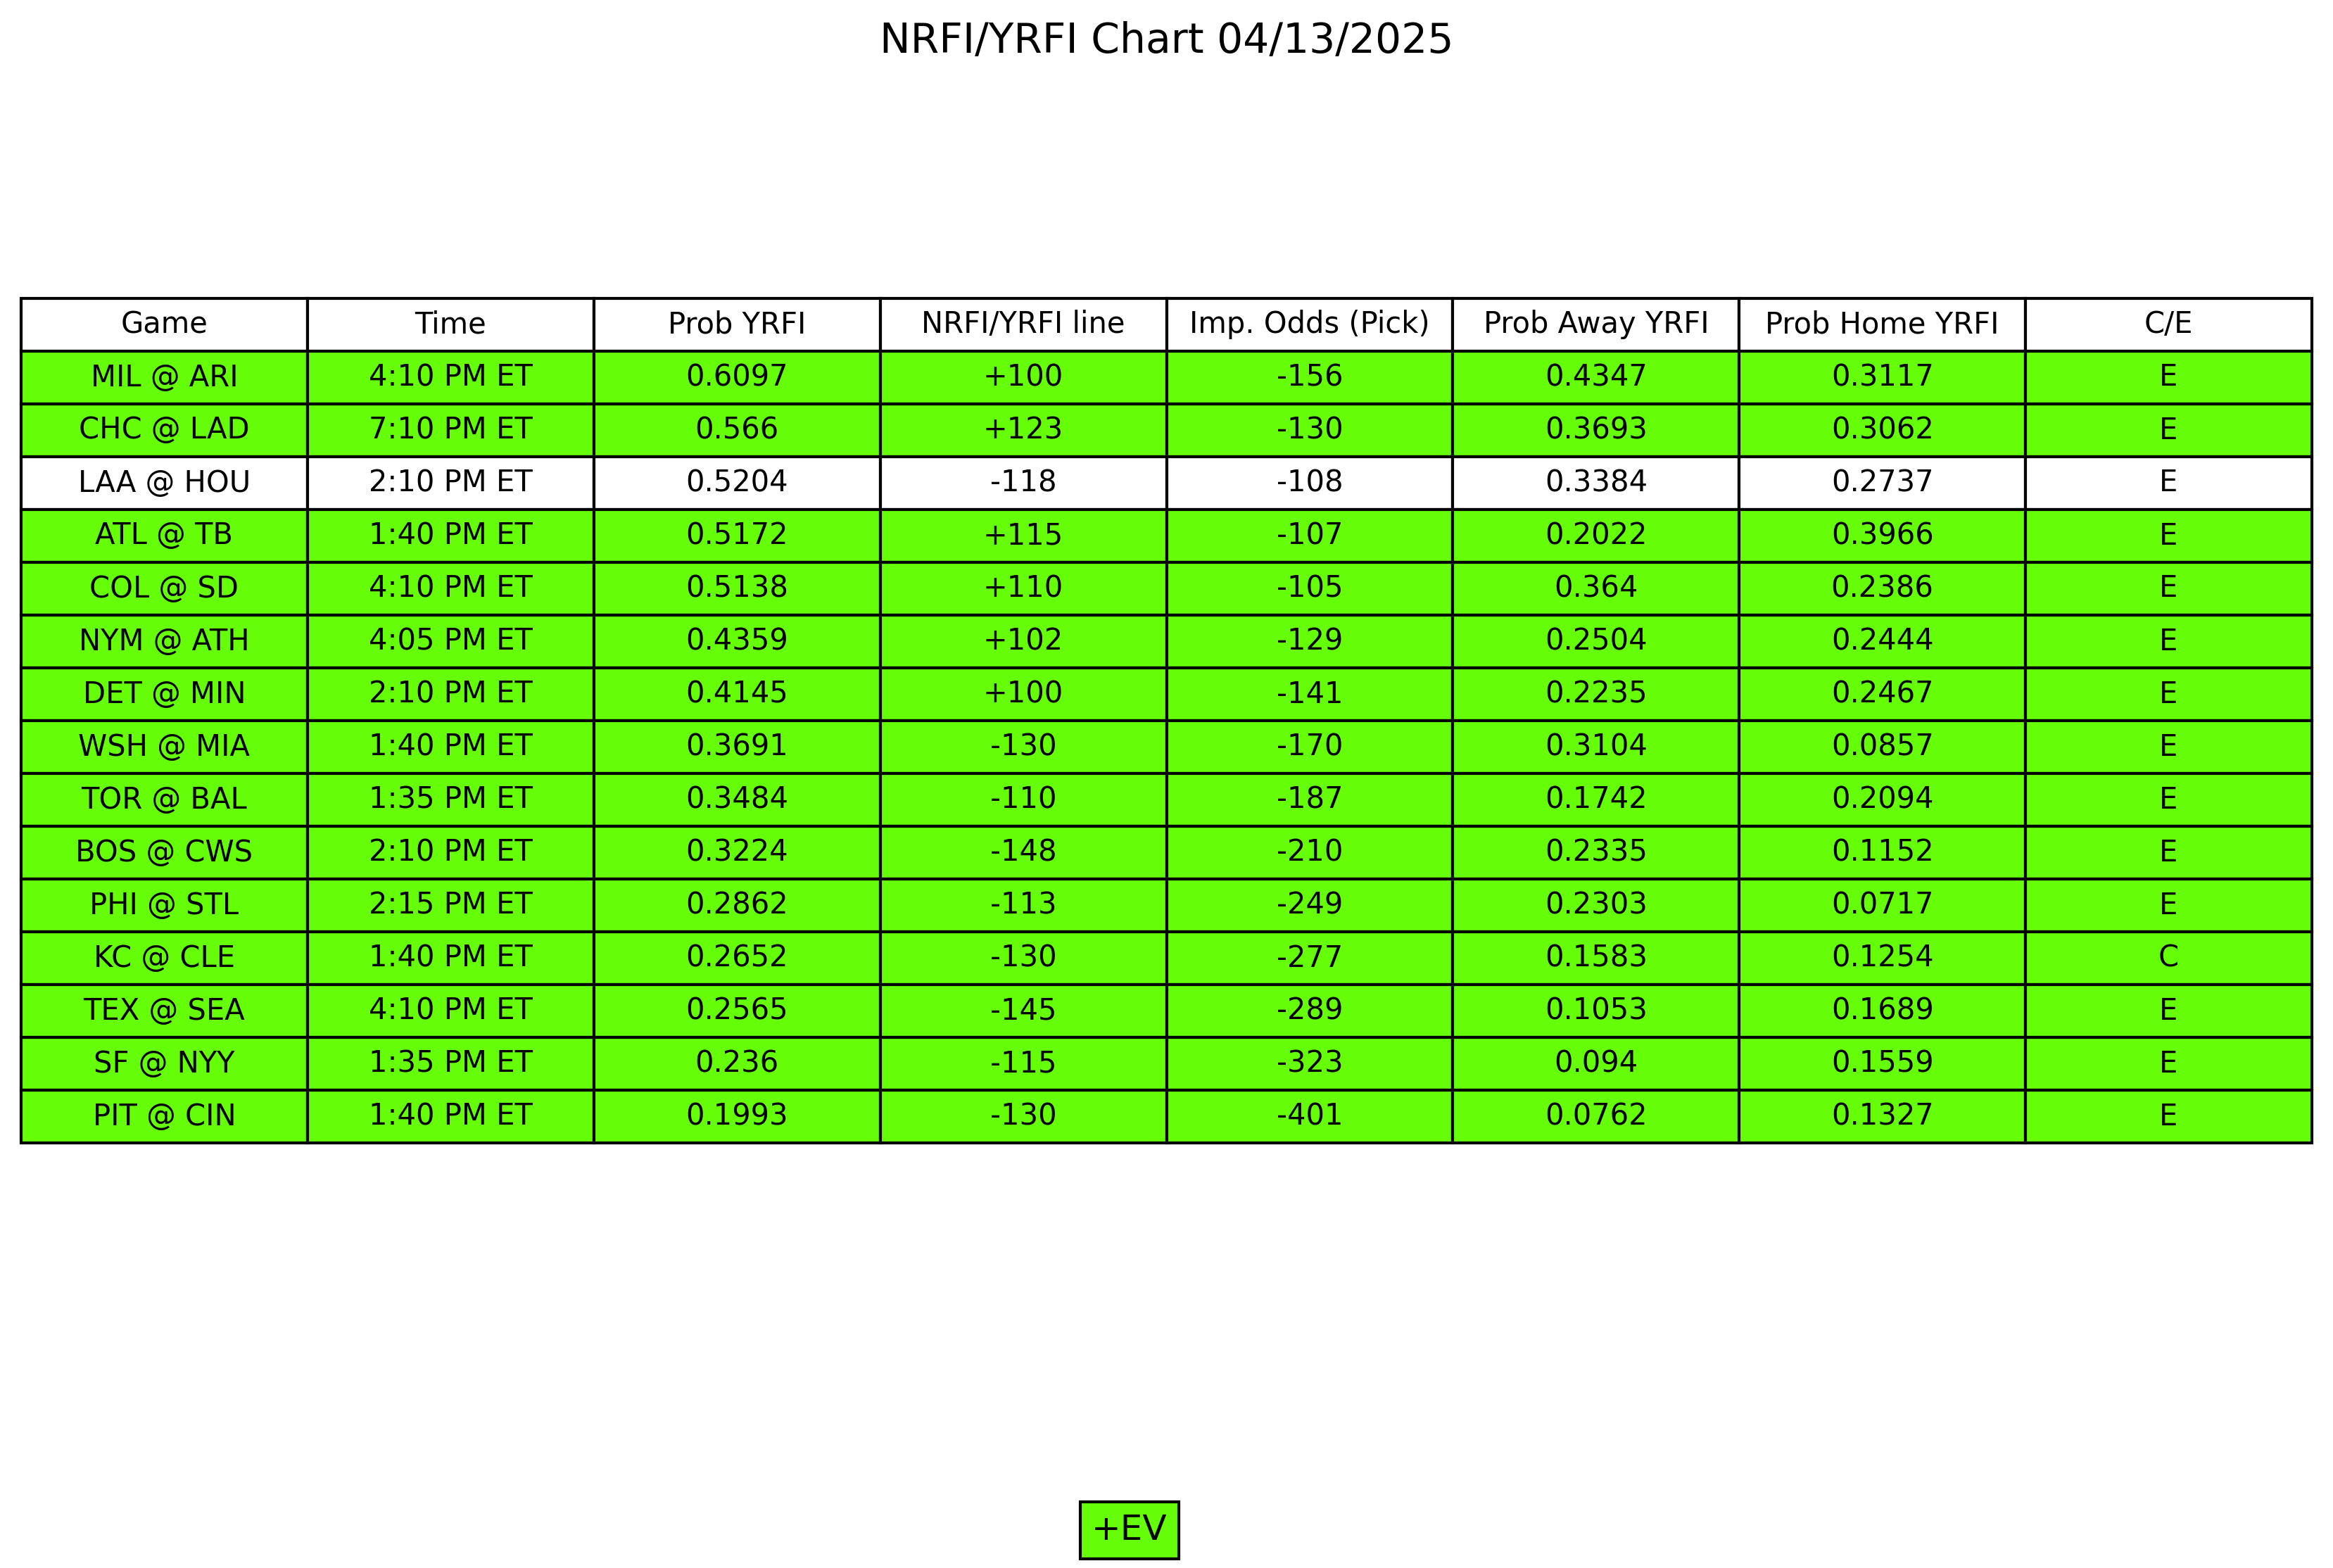 NRFI/YRFI Chart 04/13/2025
Game Time Prob YRFI NRFI/YRFI line Imp. Odds (Pick) Prob Away YRFI Prob Home YRFI C/E
MIL @ ARI 4:10 PM ET 0.6097 +100 -156 0.4347 0.3117 E
CHC @ LAD 7:10 PM ET 0.566 +123 -130 0.3693 0.3062 E
LAA @ HOU 2:10 PM ET 0.5204 -118 -108 0.3384 0.2737 E
ATL @ TB 1:40 PM ET 0.5172 +115 -107 0.2022 0.3966 E
COL @ SD 4:10 PM ET 0.5138 +110 -105 0.364 0.2386 E
NYM @ ATH 4:05 PM ET 0.4359 +102 -129 0.2504 0.2444 E
DET @ MIN 2:10 PM ET 0.4145 +100 -141 0.2235 0.2467 E
WSH @ MIA 1:40 PM ET 0.3691 -130 -170 0.3104 0.0857 E
TOR @ BAL 1:35 PM ET 0.3484 -110 -187 0.1742 0.2094 E
BOS @ CWS 2:10 PM ET 0.3224 -148 -210 0.2335 0.1152 E
PHI @ STL 2:15 PM ET 0.2862 -113 -249 0.2303 0.0717 E
KC @ CLE 1:40 PM ET 0.2652 -130 -277 0.1583 0.1254 C
TEX @ SEA 4:10 PM ET 0.2565 -145 -289 0.1053 0.1689 E
SF @ NYY 1:35 PM ET 0.236 -115 -323 0.094 0.1559 E
PIT @ CIN 1:40 PM ET 0.1993 -130 -401 0.0762 0.1327 E
+EV